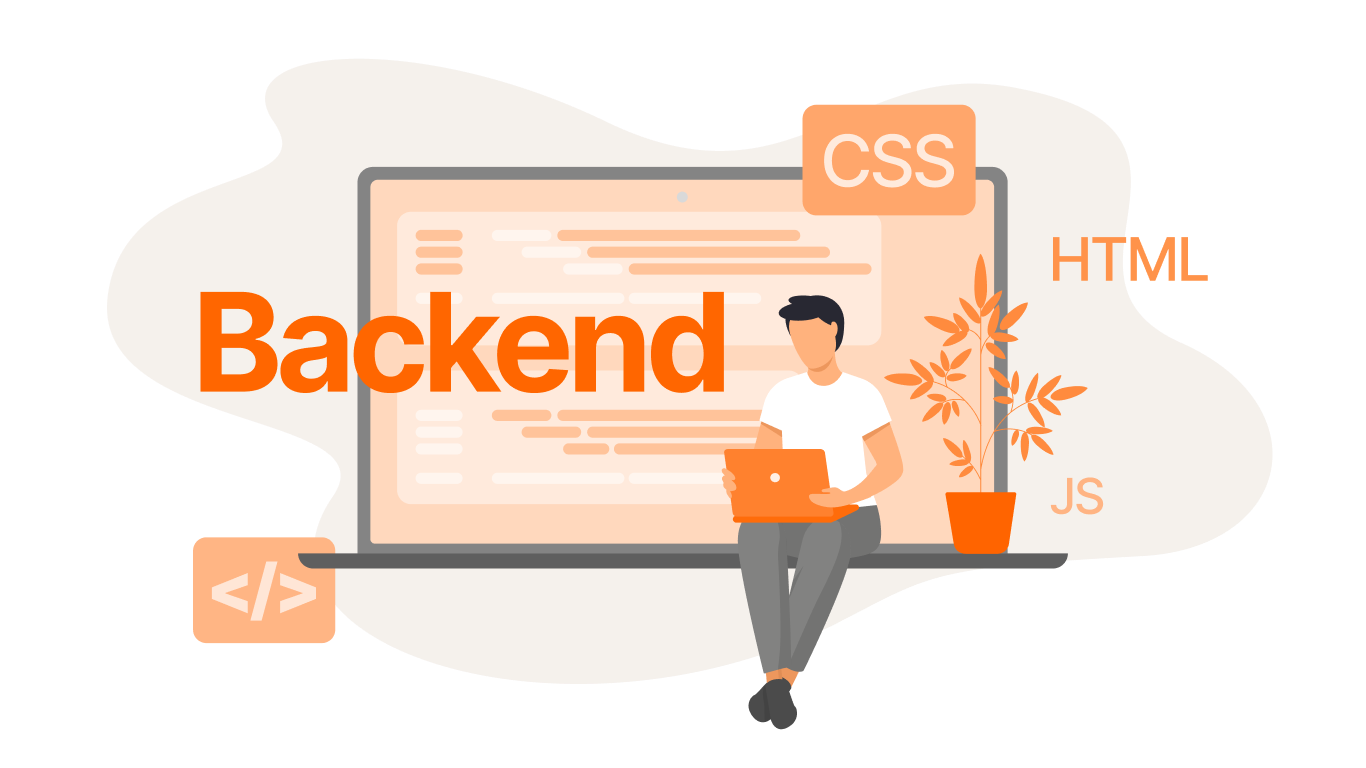 CSS
HTML
Backend
JS
</>